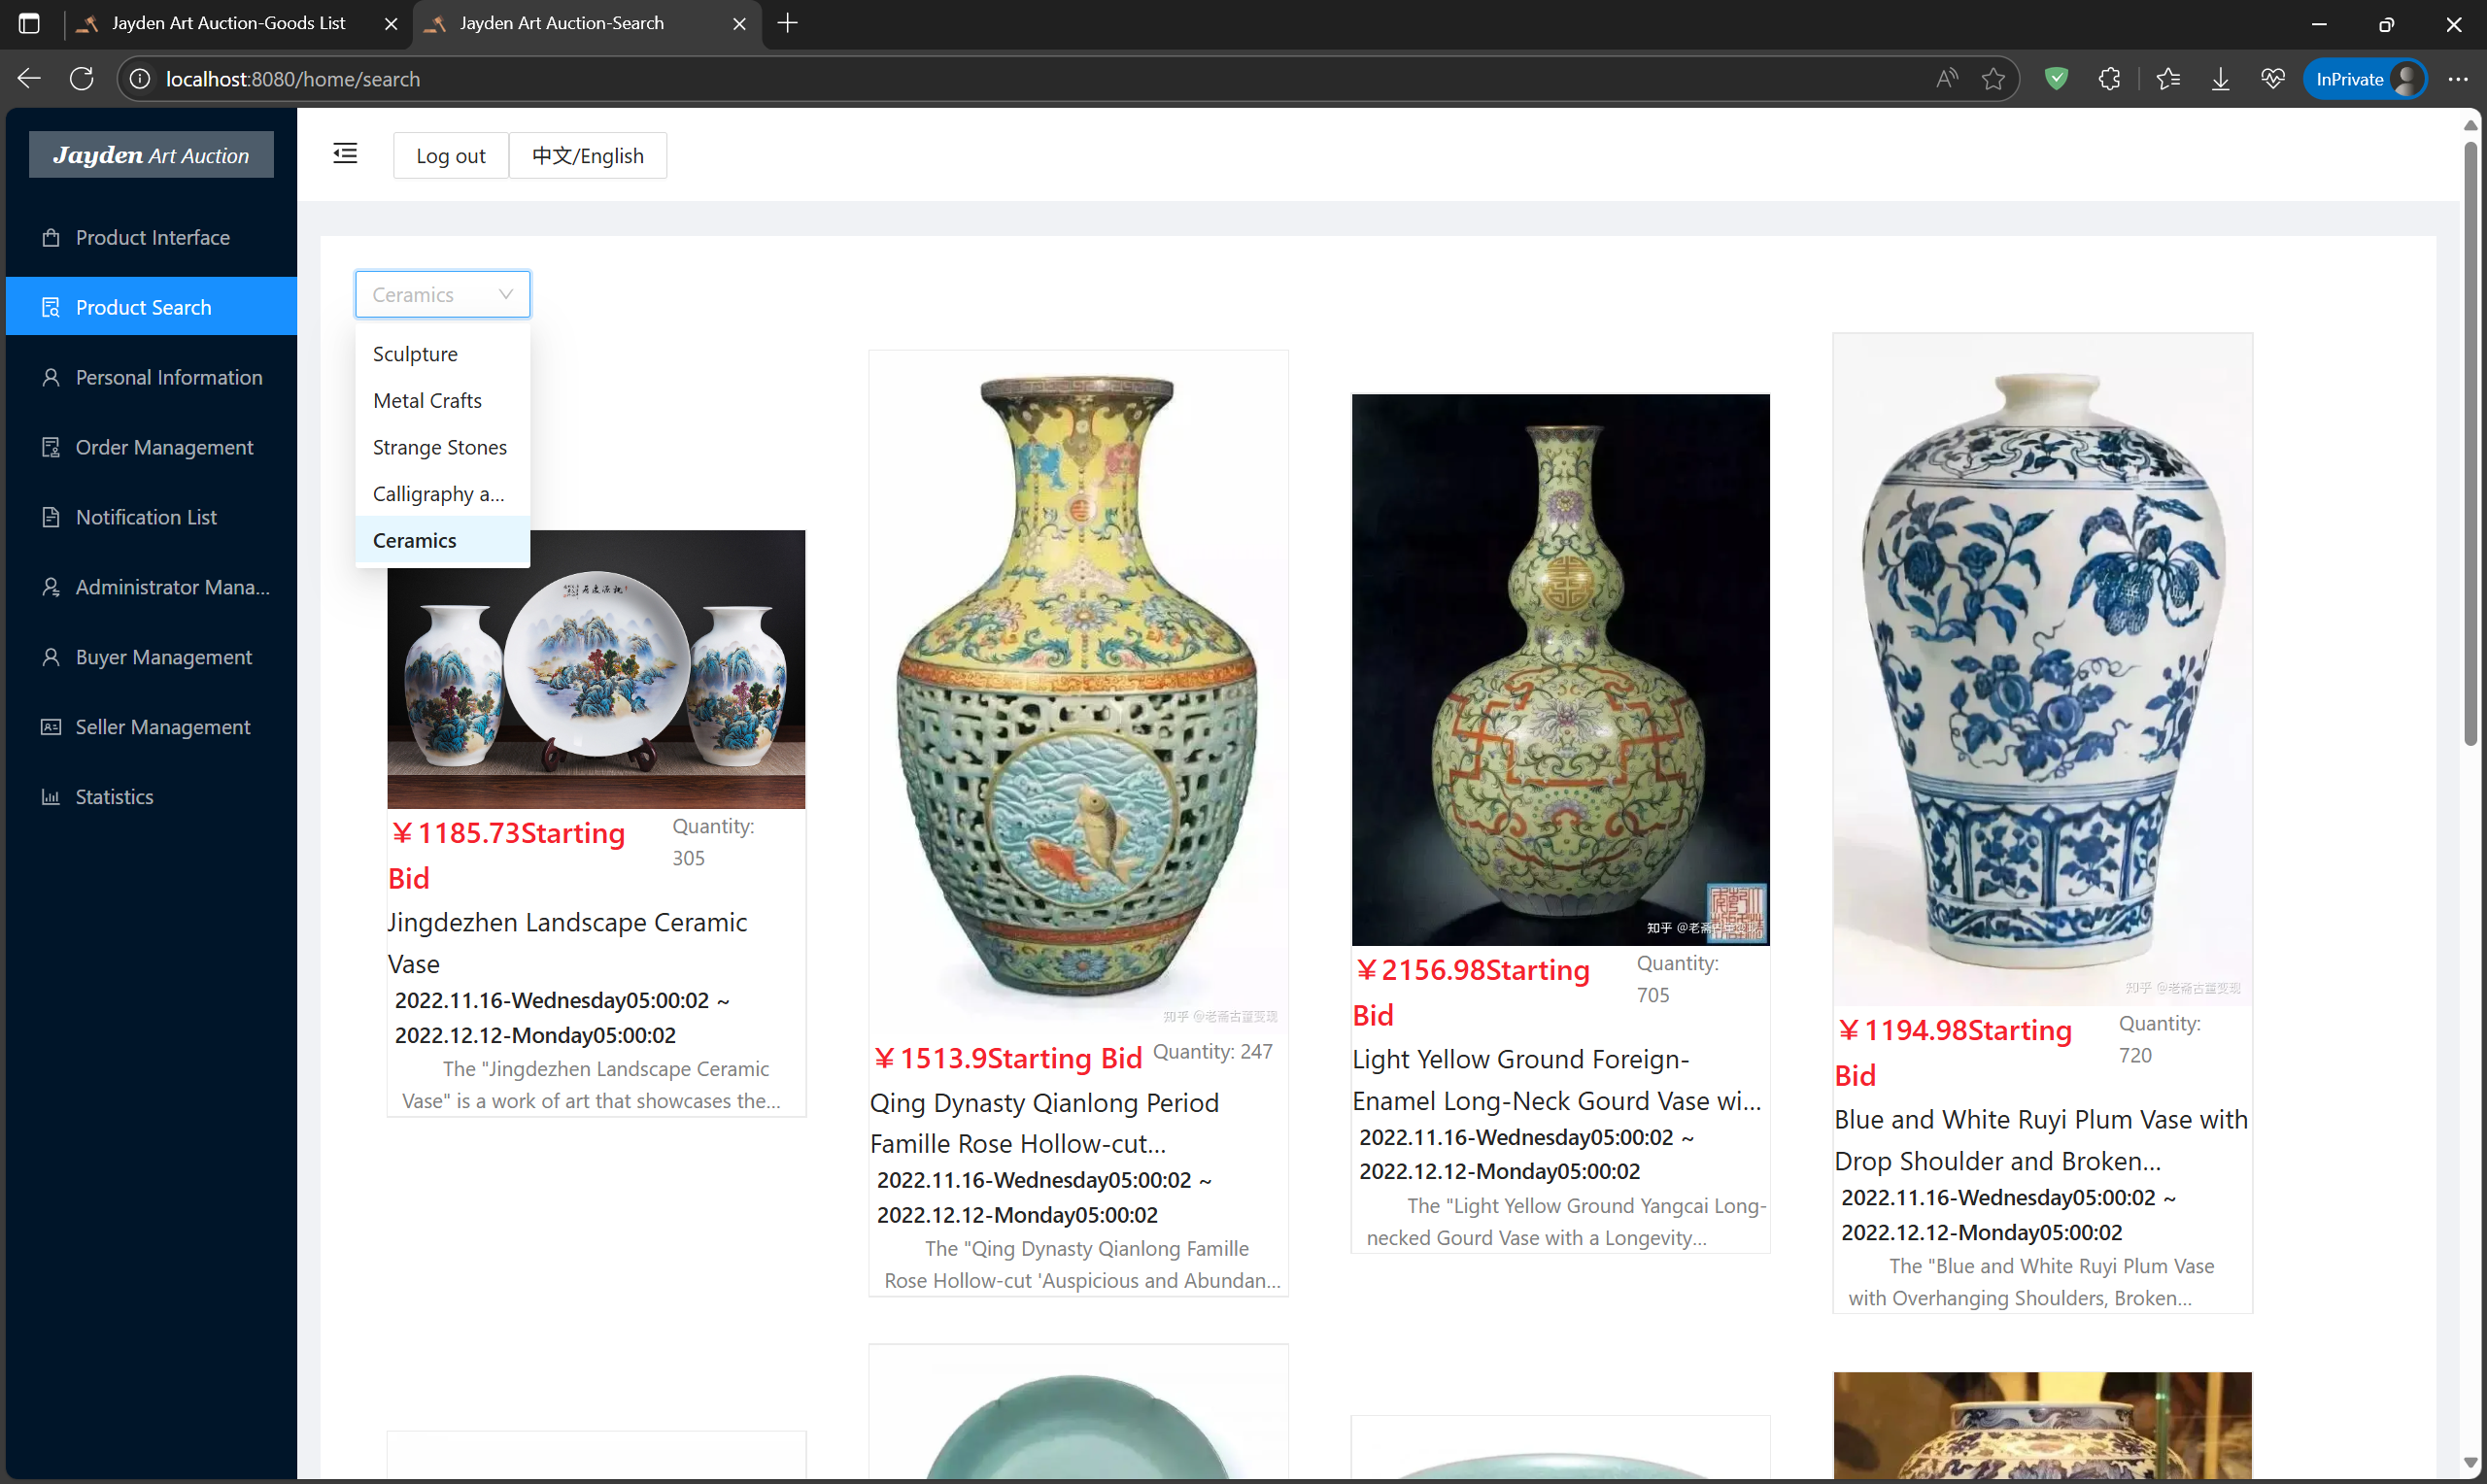 Jayden Art Auction-Goods List
Jayden Art Auction-Search
localhost:8080/home/search
InPrivate
Jayden Art Auction
Log out
中文/English
Product Interface
Product Search
Personal Information
Order Management
Notification List
Administrator Mana...
Buyer Management
Seller Management
Statistics
Ceramics
Sculpture
Metal Crafts
Strange Stones
Calligraphy a...
Ceramics
￥1185.73Starting
Bid
Quantity:
305
Jingdezhen Landscape Ceramic
Vase
2022.11.16-Wednesday05:00:02 ~
2022.12.12-Monday05:00:02
The "Jingdezhen Landscape Ceramic
Vase" is a work of art that showcases the...
知乎 @老斋古董变现
￥1513.9Starting Bid
Quantity: 247
Qing Dynasty Qianlong Period
Famille Rose Hollow-cut...
2022.11.16-Wednesday05:00:02 ~
2022.12.12-Monday05:00:02
The "Qing Dynasty Qianlong Famille
Rose Hollow-cut 'Auspicious and Abundan...
知乎 @老斋
￥2156.98Starting
Bid
Quantity:
705
Light Yellow Ground Foreign-
Enamel Long-Neck Gourd Vase wi...
2022.11.16-Wednesday05:00:02 ~
2022.12.12-Monday05:00:02
The "Light Yellow Ground Yangcai Long-
necked Gourd Vase with a Longevity...
知乎 @老斋古董变现
￥1194.98Starting
Bid
Quantity:
720
Blue and White Ruyi Plum Vase with
Drop Shoulder and Broken...
2022.11.16-Wednesday05:00:02 ~
2022.12.12-Monday05:00:02
The "Blue and White Ruyi Plum Vase
with Overhanging Shoulders, Broken...